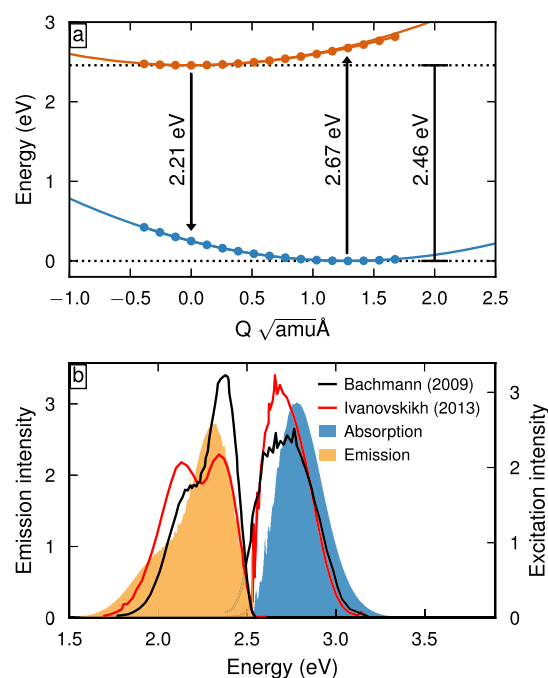 a
3
2
1
0
Energy (eV)
2.21 eV
2.67 eV
2.46 eV
−1.0 −0.5 0.0 0.5 1.0 1.5 2.0 2.5
Q √amuÅ
b
3
2
1
0
Emission intensity
Bachmann (2009)
Ivanovskikh (2013)
Absorption
Emission
3
2
1
0
Excitation intensity
1.5 2.0 2.5 3.0 3.5
Energy (eV)